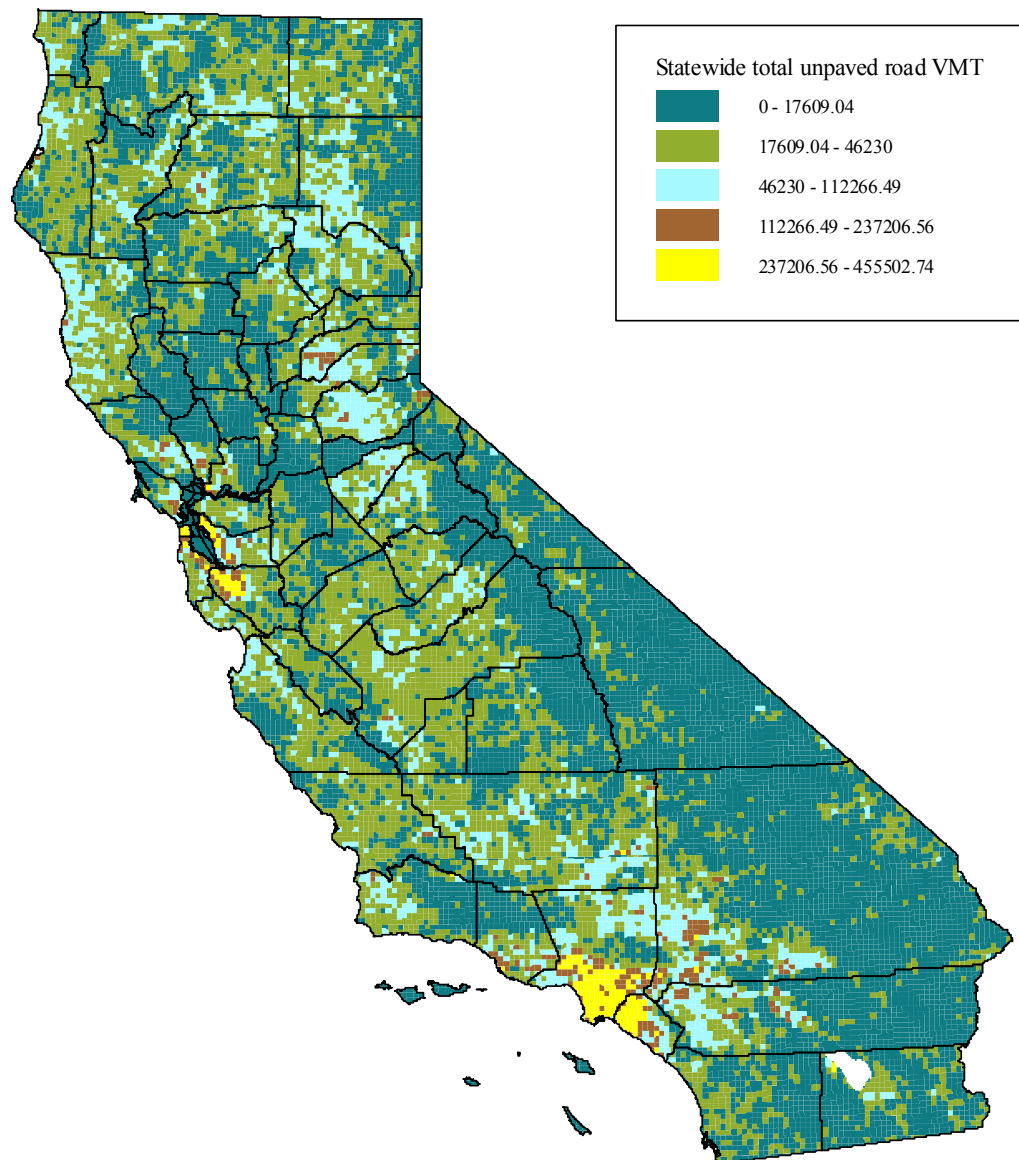 Statewide total unpaved road VMT
0 - 17609.04
17609.04 - 46230
46230 - 112266.49
112266.49 - 237206.56
237206.56 - 455502.74